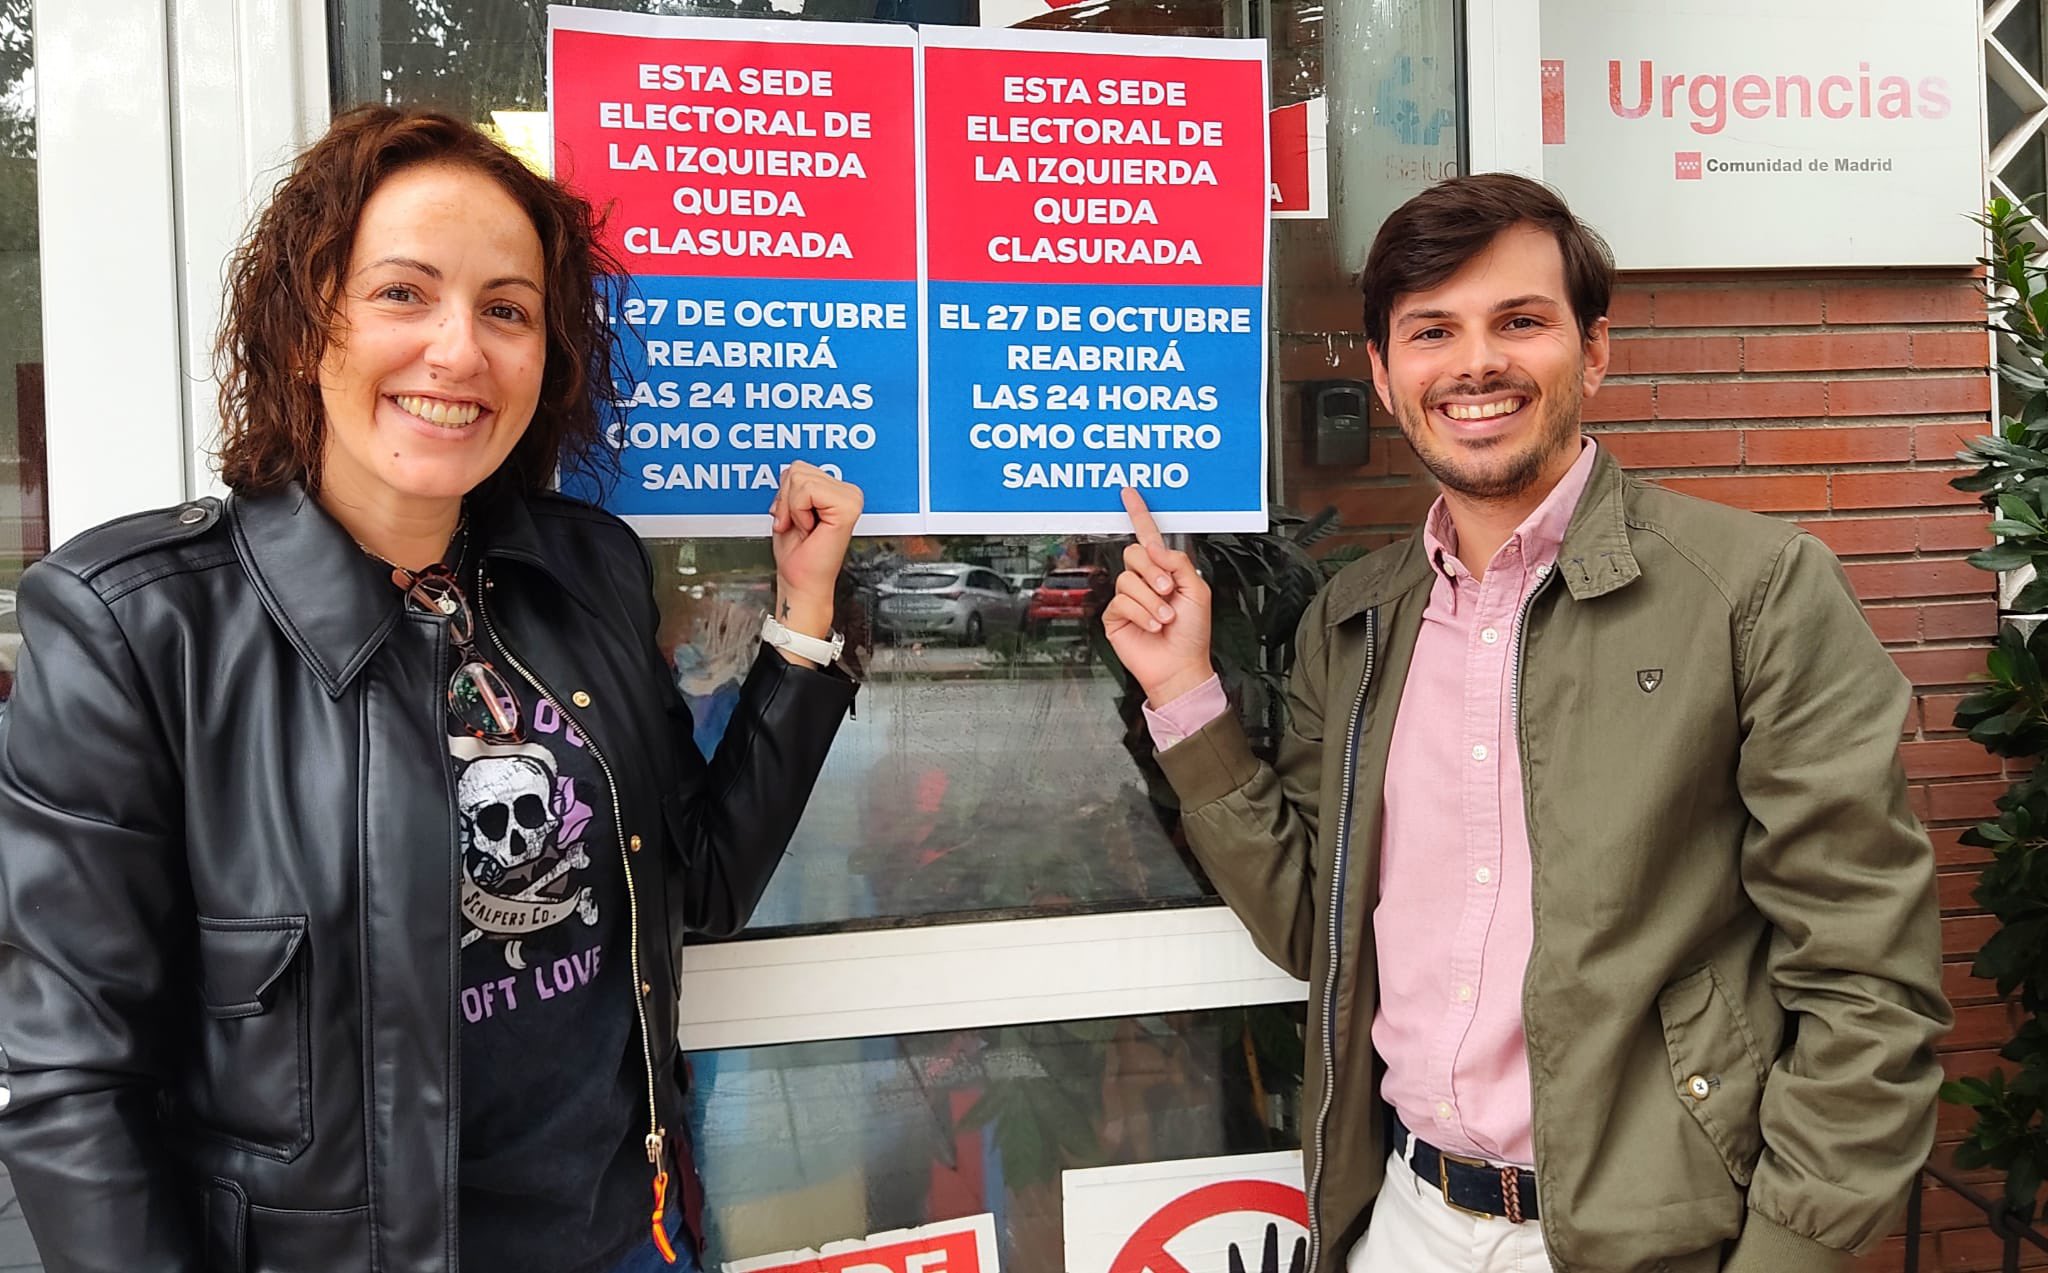 ESTA SEDE
ELECTORAL DE
LA IZQUIERDA
QUEDA
CLASURADA
27 DE OCTUBRE
REABRIRÁ
LAS 24 HORAS
COMO CENTRO
ESTA SEDE
ELECTORAL DE
LA IZQUIERDA
QUEDA
CLASURADA
EL 27 DE OCTUBRE
REABRIRÁ
LAS 24 HORAS
COMO CENTRO
SANITARIO
Urgencias
Comunidad de Madrid
SCALPERS CO.
LOVE